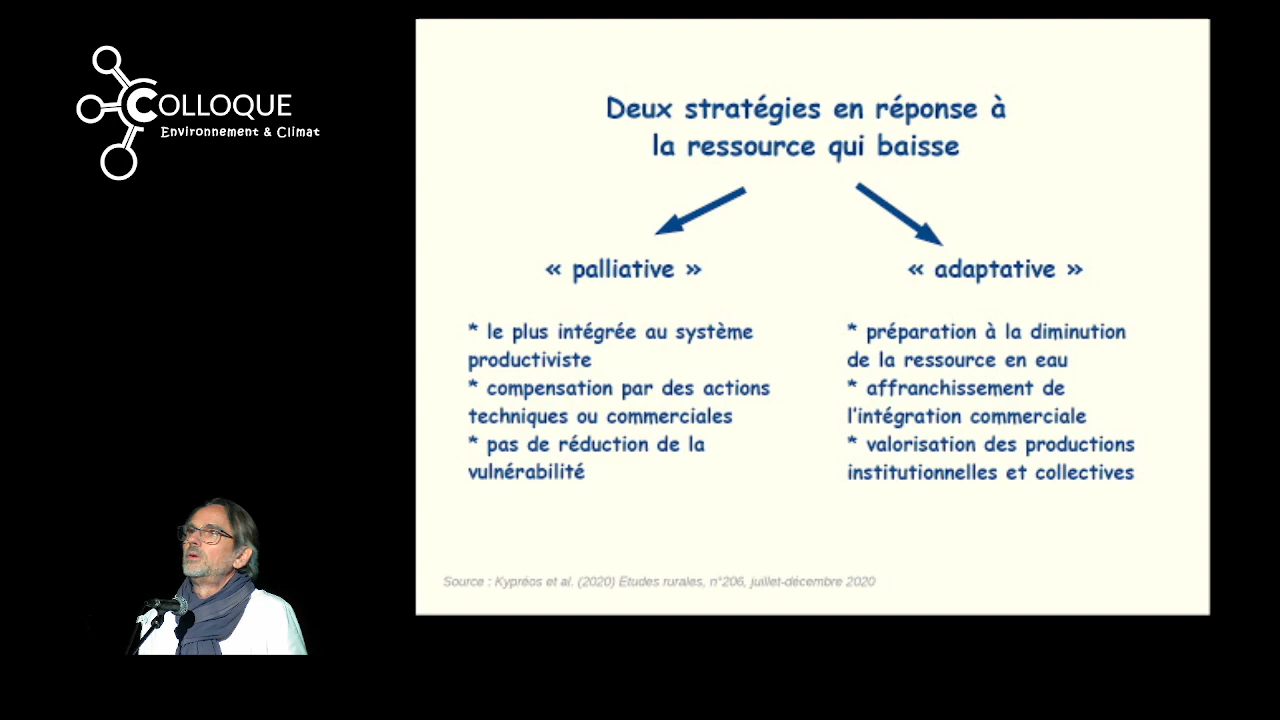 COLLOQUE
Environnement & Climat
Deux stratégies en réponse à
la ressource qui baisse
« palliative »
* le plus intégrée au système
productiviste
* compensation par des actions
techniques ou commerciales
* pas de réduction de la
vulnérabilité
« adaptative »
* préparation à la diminution
de la ressource en eau
* affranchissement de
l'intégration commerciale
* valorisation des productions
institutionnelles et collectives
Source : Kypréos et al. (2020) Etudes rurales, n°206, juillet-décembre 2020